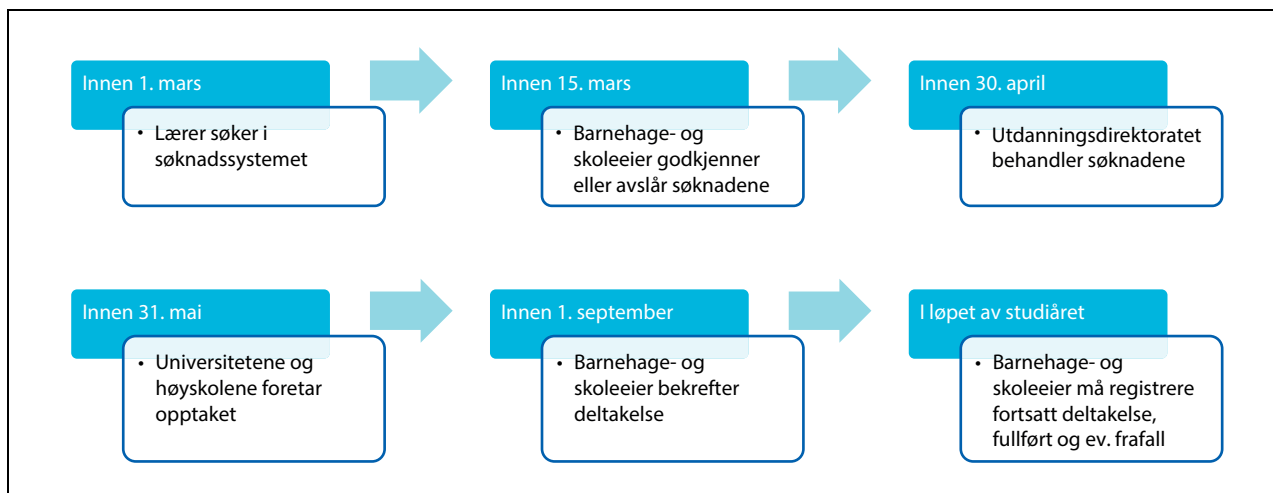 Innen 1. mars
• Lærer søker i
søknadssystemet
Innen 15. mars
• Barnehage- og
skoleeier godkjenner
eller avslår søknadene
Innen 30. april
• Utdanningsdirektoratet
behandler søknadene
Innen 31. mai
• Universitetene og
høyskolene foretar
opptaket
Innen 1. september
• Barnehage- og
skoleeier bekrefter
deltakelse
I løpet av studiåret
• Barnehage- og
skoleeier må registrere
fortsatt deltakelse,
fullført og ev. frafall